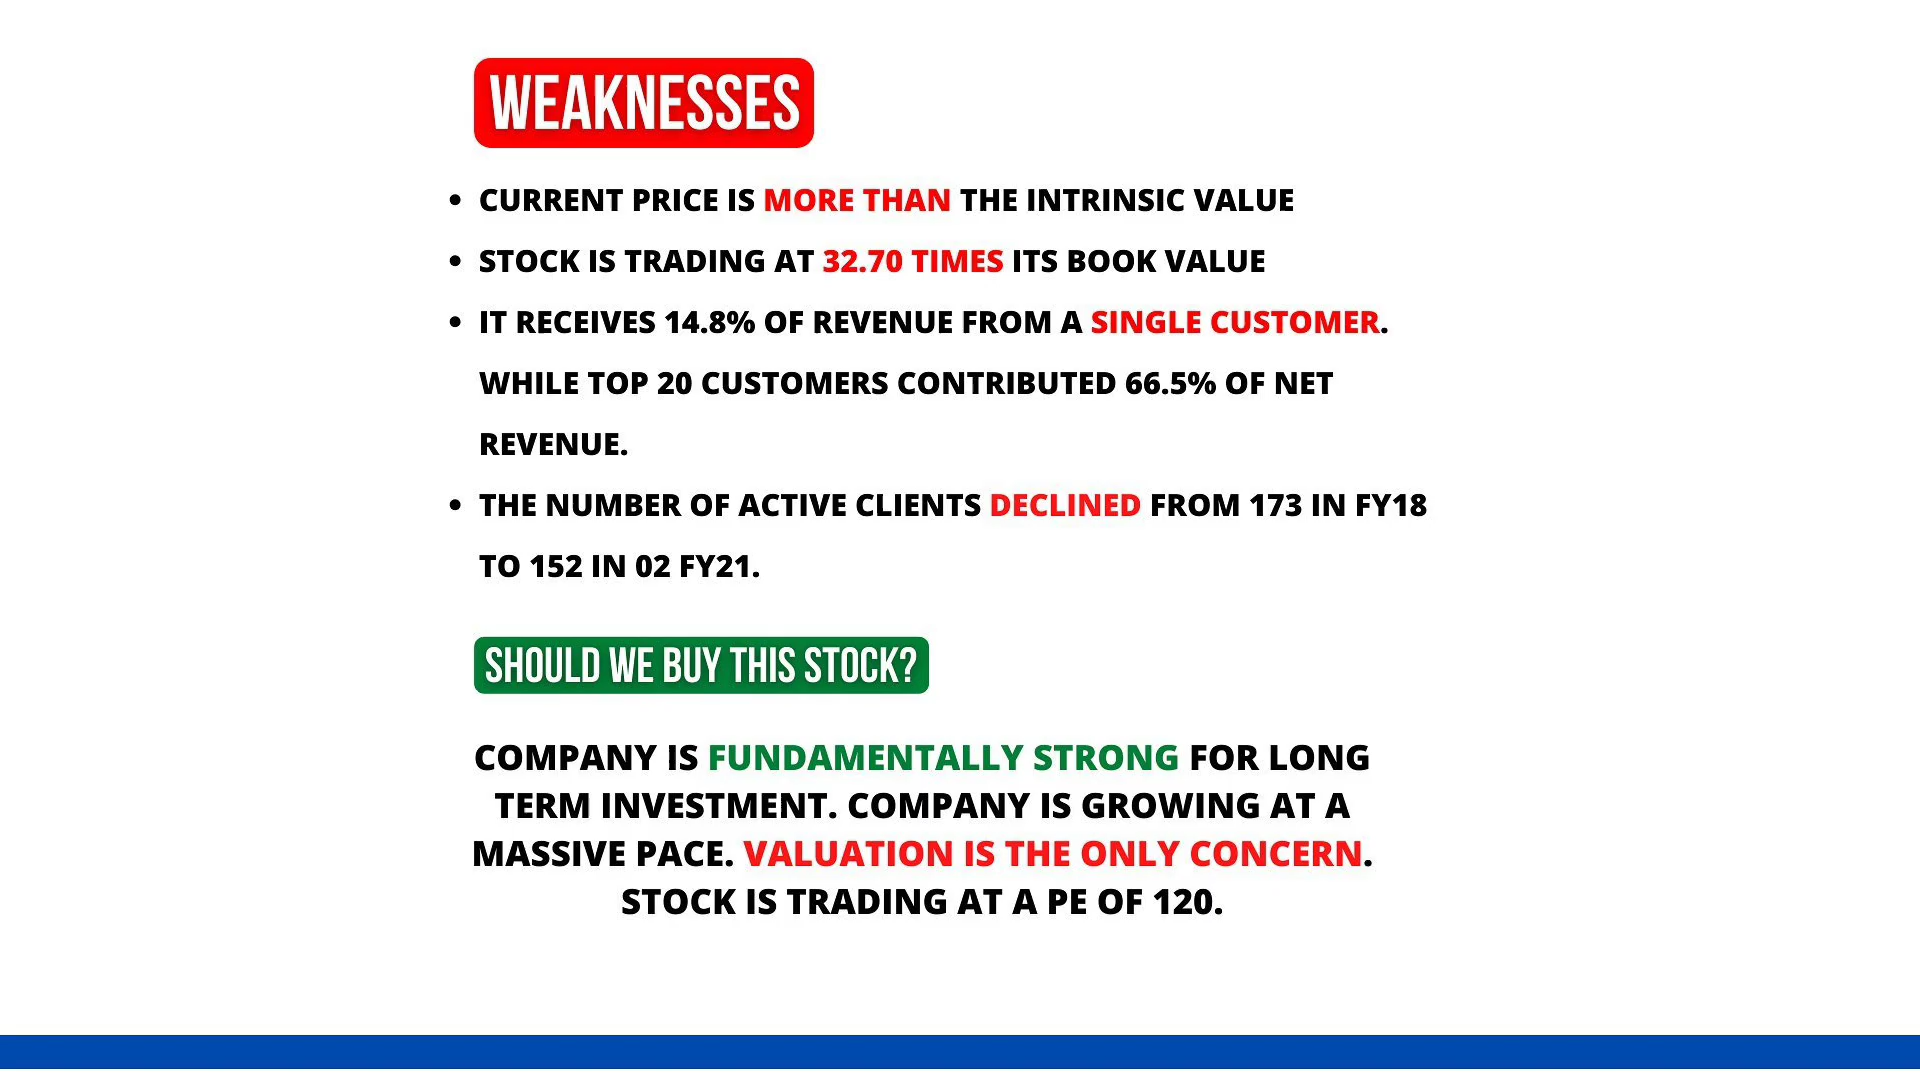 WEAKNESSES
• CURRENT PRICE IS MORE THAN THE INTRINSIC VALUE
• STOCK IS TRADING AT 32.70 TIMES ITS BOOK VALUE
• IT RECEIVES 14.8% OF REVENUE FROM A SINGLE CUSTOMER.
WHILE TOP 20 CUSTOMERS CONTRIBUTED 66.5% OF NET
REVENUE.
• THE NUMBER OF ACTIVE CLIENTS DECLINED FROM 173 IN FY18
TO 152 IN 02 FY21.
SHOULD WE BUY THIS STOCK?
COMPANY IS FUNDAMENTALLY STRONG FOR LONG
TERM INVESTMENT. COMPANY IS GROWING AT A
MASSIVE PACE. VALUATION IS THE ONLY CONCERN.
STOCK IS TRADING AT A PE OF 120.